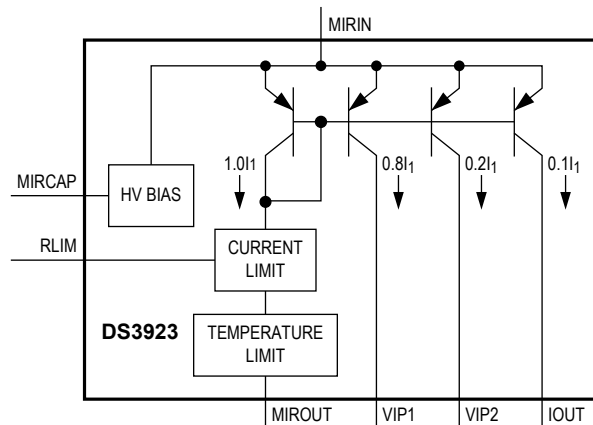 MIRIN
1.0I₁
0.8I₁
0.2I₁
0.1I₁
MIRCAP
HV BIAS
RLIM
CURRENT
LIMIT
DS3923
TEMPERATURE
LIMIT
MIROUT
VIP1
VIP2
IOUT